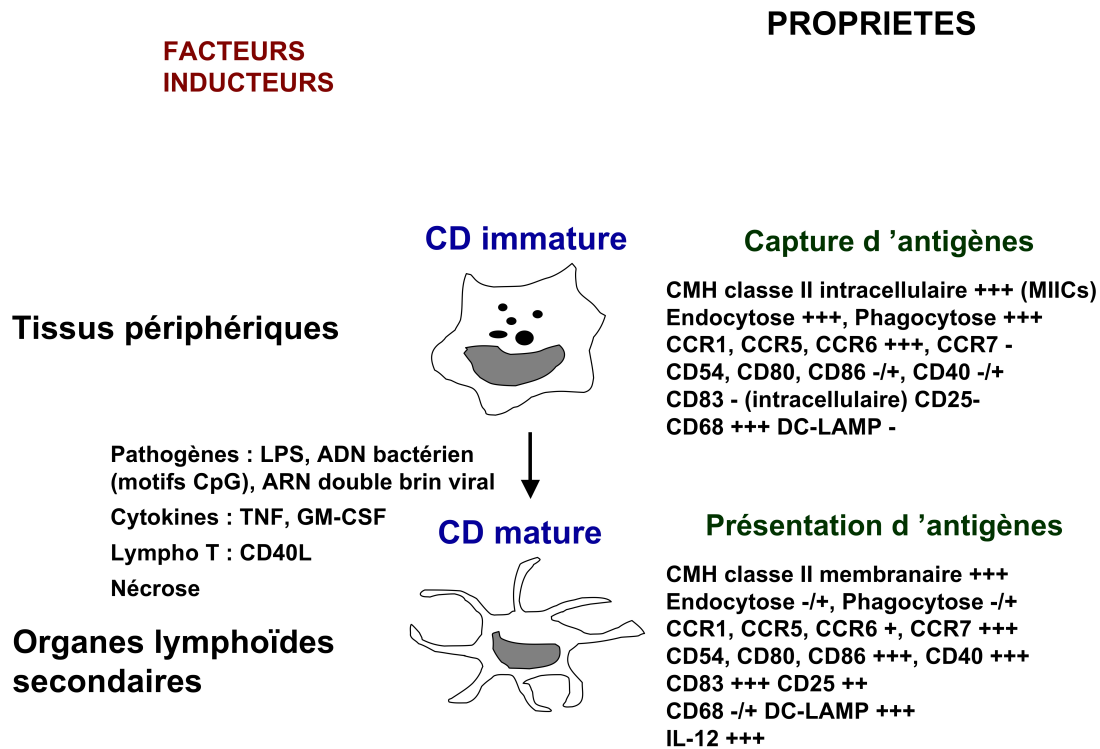 PROPRIETES
FACTEURS
INDUCTEURS
CD immature
Capture d ’antigènes
CMH classe II intracellulaire +++ (MIICs)
Endocytose +++, Phagocytose +++
CCR1, CCR5, CCR6 +++, CCR7 -
CD54, CD80, CD86 -/+, CD40 -/+
CD83 - (intracellulaire) CD25-
CD68 +++ DC-LAMP -
Tissus périphériques
Pathogènes : LPS, ADN bactérien
(motifs CpG), ARN double brin viral
Cytokines : TNF, GM-CSF
Lympho T : CD40L
Nécrose
CD mature
Présentation d ’antigènes
CMH classe II membranaire +++
Endocytose -/+, Phagocytose -/+
CCR1, CCR5, CCR6 +, CCR7 +++
CD54, CD80, CD86 +++, CD40 +++
CD83 +++ CD25 ++
CD68 -/+ DC-LAMP +++
IL-12 +++
Organes lymphoïdes
secondaires